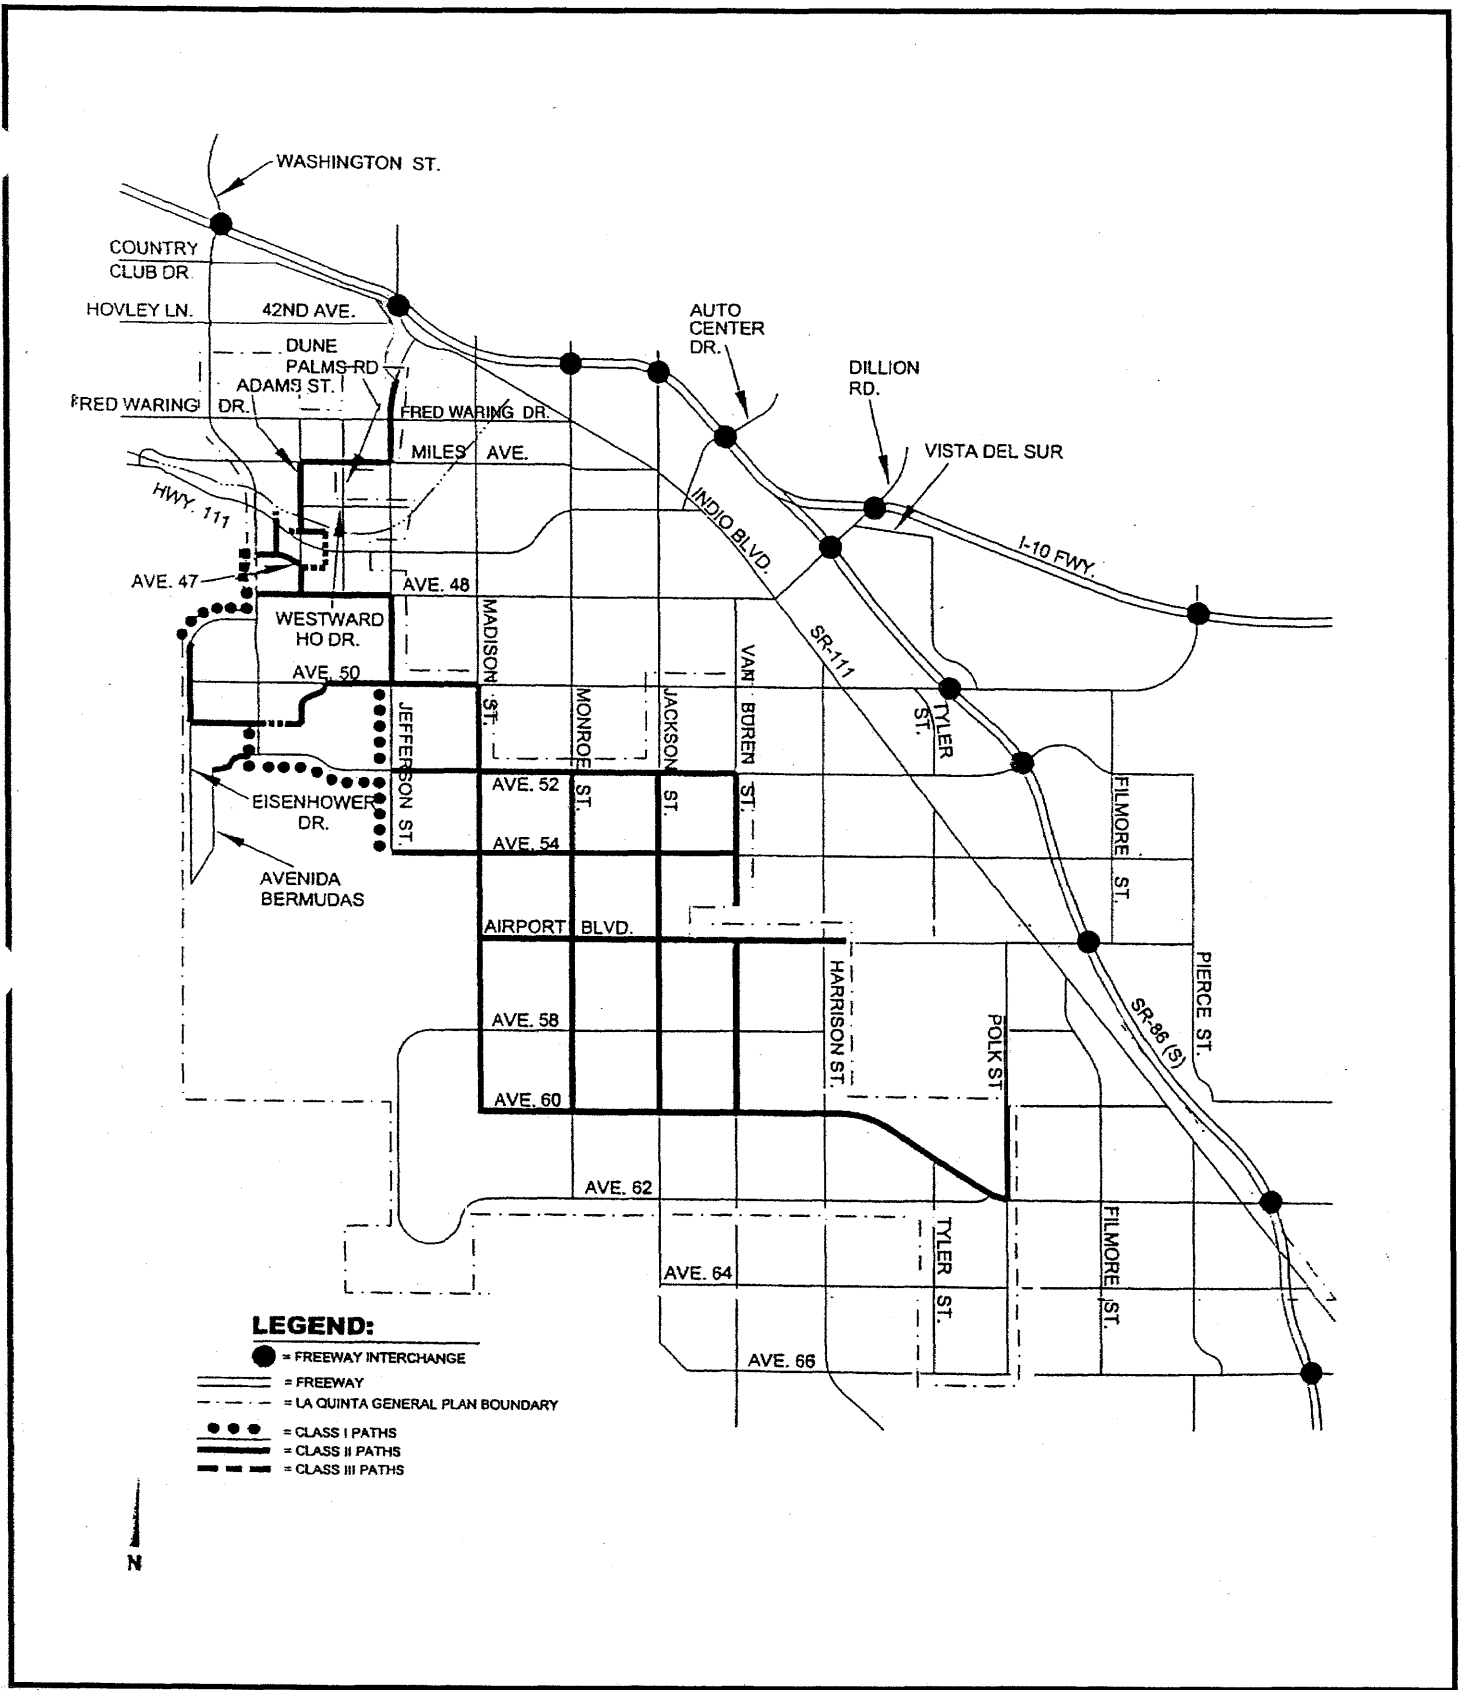 WASHINGTON ST.
COUNTRY
CLUB DR.
HOVLEY LN.
42ND AVE.
DUNE
PALMS RD
ADAMS ST.
FRED WARING DR.
FRED WARING DR.
MILES AVE.
HWY. 111
AUTO
CENTER
DR.
DILLION
RD.
VISTA DEL SUR
INDIO BLVD.
I-10 FWY.
AVE. 47
AVE. 48
WESTWARD
HO DR.
SR-111
AVE. 50
MADISON ST.
VAN BUREN ST.
JEFFERSON ST.
MONROE ST.
JACKSON ST.
TYLER ST.
AVE. 52
EISENHOWER
DR.
FILMORE ST.
AVE. 54
AVENIDA
BERMUDAS
AIRPORT BLVD.
HARRISON ST.
PIERCE ST.
AVE. 58
POLK ST
SR-86 (S)
AVE. 60
AVE. 62
TYLER ST.
FILMORE ST.
AVE. 64
AVE. 66
LEGEND:
= FREEWAY INTERCHANGE
= FREEWAY
= LA QUINTA GENERAL PLAN BOUNDARY
= CLASS I PATHS
= CLASS II PATHS
= CLASS III PATHS
N